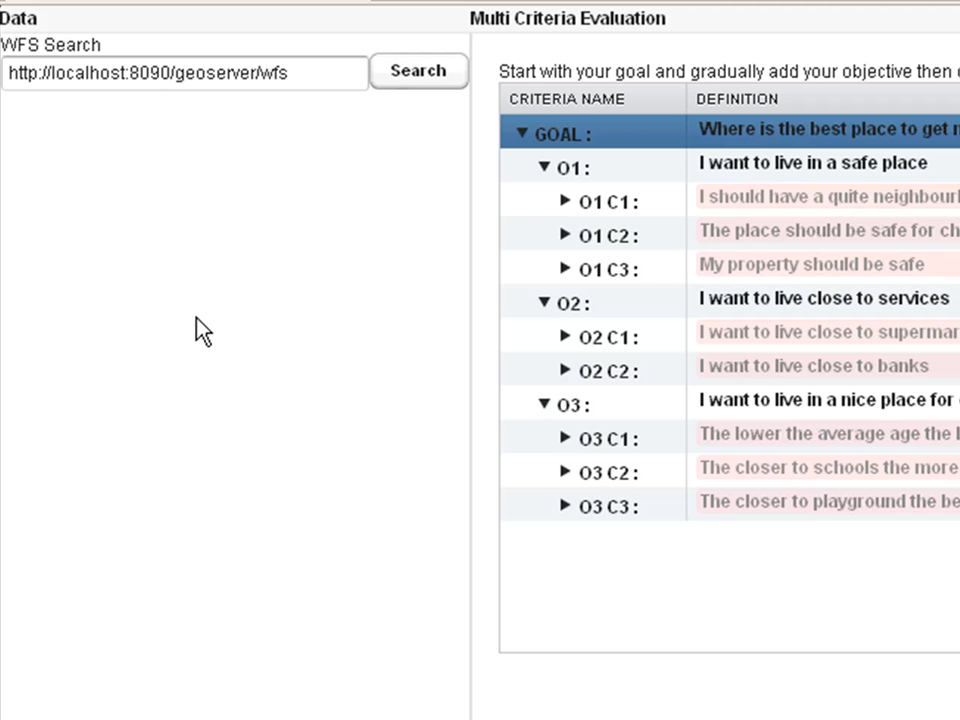 Data
WFS Search
http://localhost:8090/geoserver/wfs
Search
Multi Criteria Evaluation
Start with your goal and gradually add your objective then
CRITERIA NAME DEFINITION
GOAL : Where is the best place to get
O1 : I want to live in a safe place
O1 C1 : I should have a quite
O1 C2 : The place should be safe for
O1 C3 : My property should be safe
O2 : I want to live close to services
O2 C1 : I want to live close to
O2 C2 : I want to live close to banks
O3 : I want to live in a nice place for
O3 C1 : The lower the average age the
O3 C2 : The closer to schools the more
O3 C3 : The closer to playground the